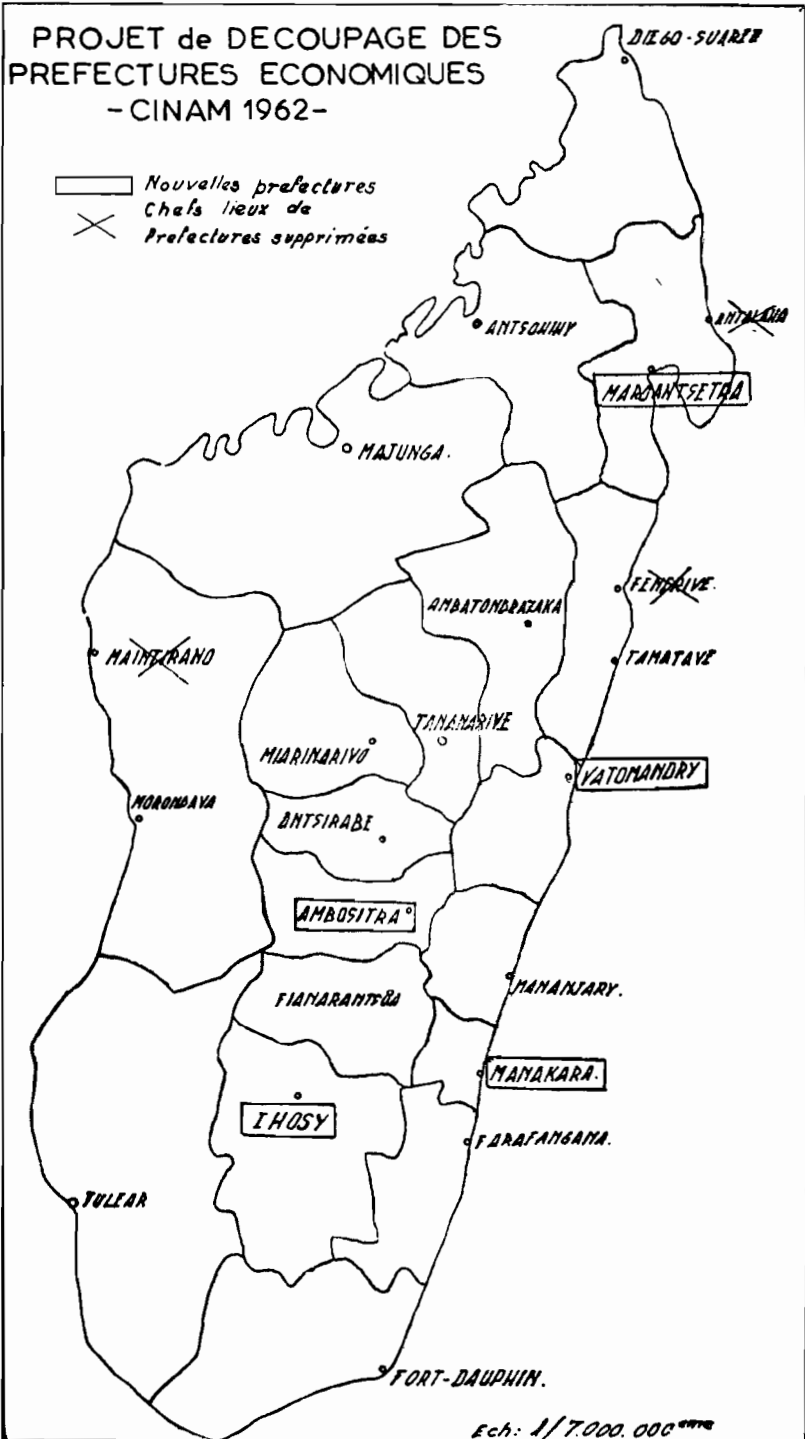 PROJET de DECOUPAGE DES
PREFECTURES ECONOMIQUES
- CINAM 1962 -
Nouvelles prefectures
Chefs lieux de
Prefectures supprimées
DIEGO-SUAREZ
ANTSOHIHY
ANTALAHA
MAROANTSETRA
MAJUNGA.
FENERIVE.
AMBATONDRAZAKA
MAINTIRANO
TAMATAVE
TANANARIVE
MIARINARIVO
VATOMANDRY
MORONDAVA
ANTSIRABE
AMBOSITRA
MANANJARY.
FIANARANTSOA
MANAKARA.
IHOSY
FARAFANGANA.
TULEAR
FORT-DAUPHIN.
Ech: 1/7.000.000eme